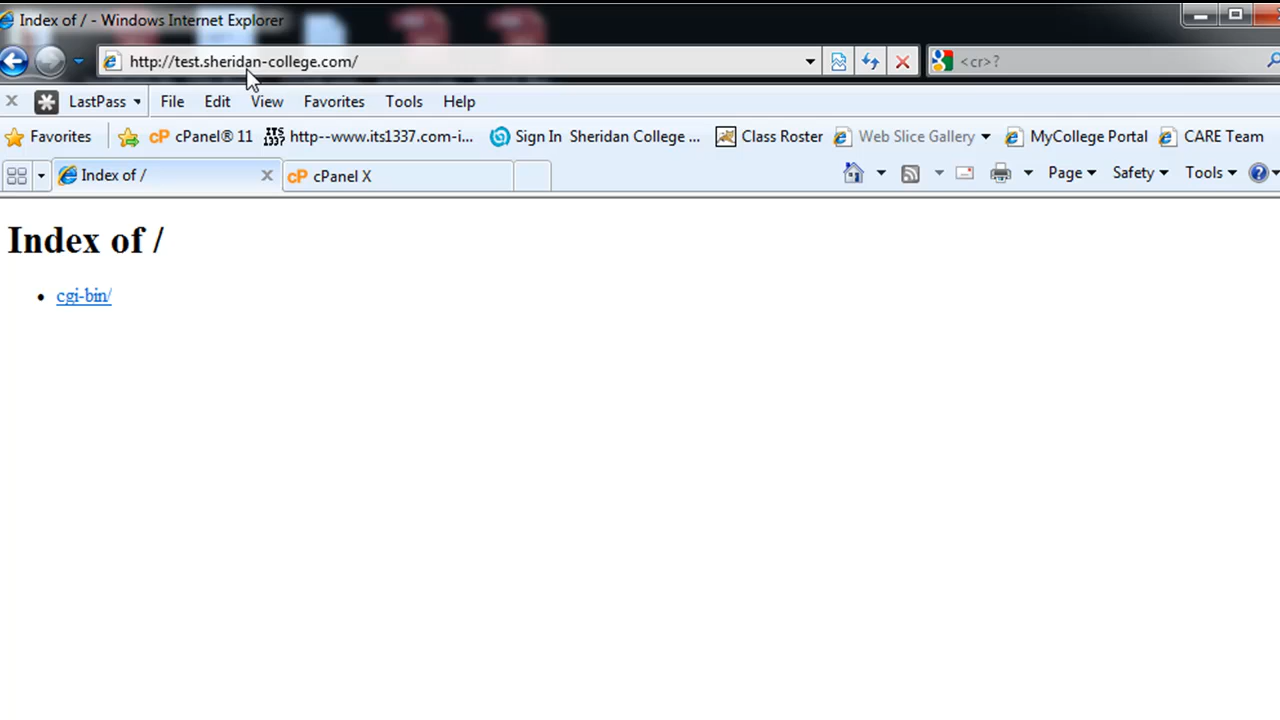 Index of / - Windows Internet Explorer
http://test.sheridan-college.com/
<cr>?
LastPass File Edit View Favorites Tools Help
Favorites cPanel® 11 http--www.its1337.com-i... Sign In Sheridan College ... Class Roster Web Slice Gallery MyCollege Portal CARE Team
Index of / cPanel X Page Safety Tools
Index of /
• cgi-bin/